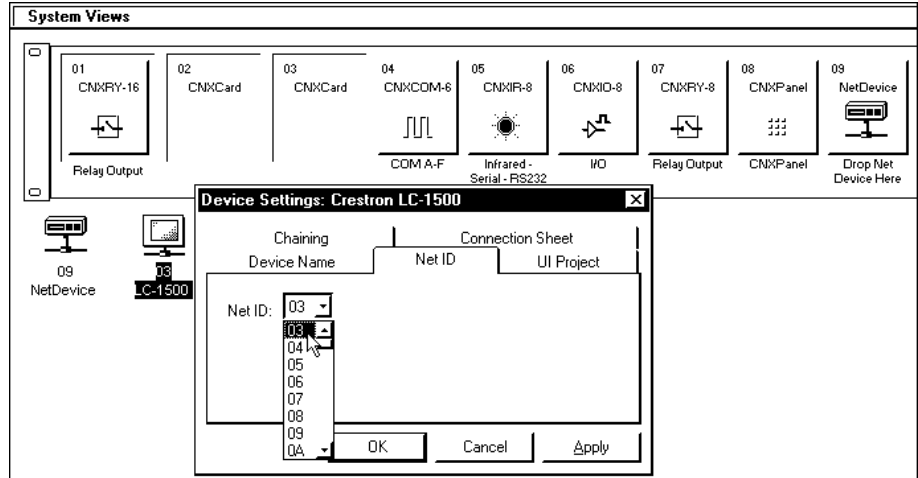 System Views
01
CNXRY-16
Relay Output
02
CNXCard
03
CNXCard
04
CNXCOM-6
COM A-F
05
CNXIR-8
Infrared -
Serial - RS232
06
CNXIO-8
I/O
07
CNXRY-8
Relay Output
08
CNXPanel
CNXPanel
09
NetDevice
Drop Net
Device Here
09
NetDevice
03
LC-1500
Device Settings: Crestron LC-1500
Chaining
Connection Sheet
Device Name
Net ID
UI Project
Net ID: 03
03
04
05
06
07
08
09
0A
OK
Cancel
Apply